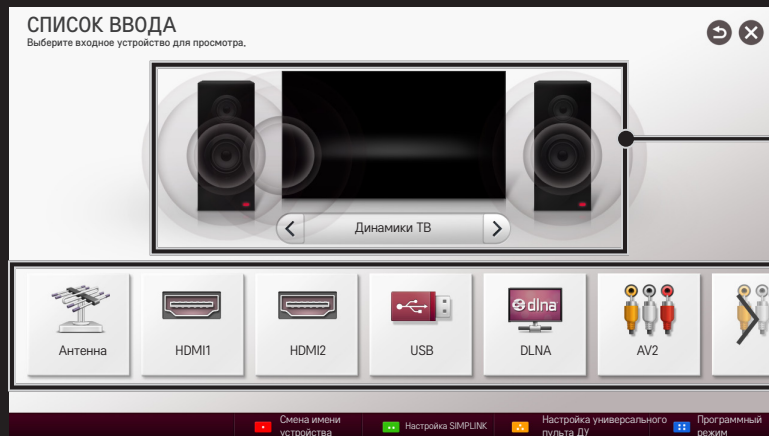 СПИСОК ВВОДА
Выберите входное устройство для просмотра.
Динамики ТВ
dlna
Антенна
HDMI1
HDMI2
USB
DLNA
AV2
Смена имени
устройства
Настройка SIMPLINK
Настройка универсального
пульта ДУ
Программный
режим